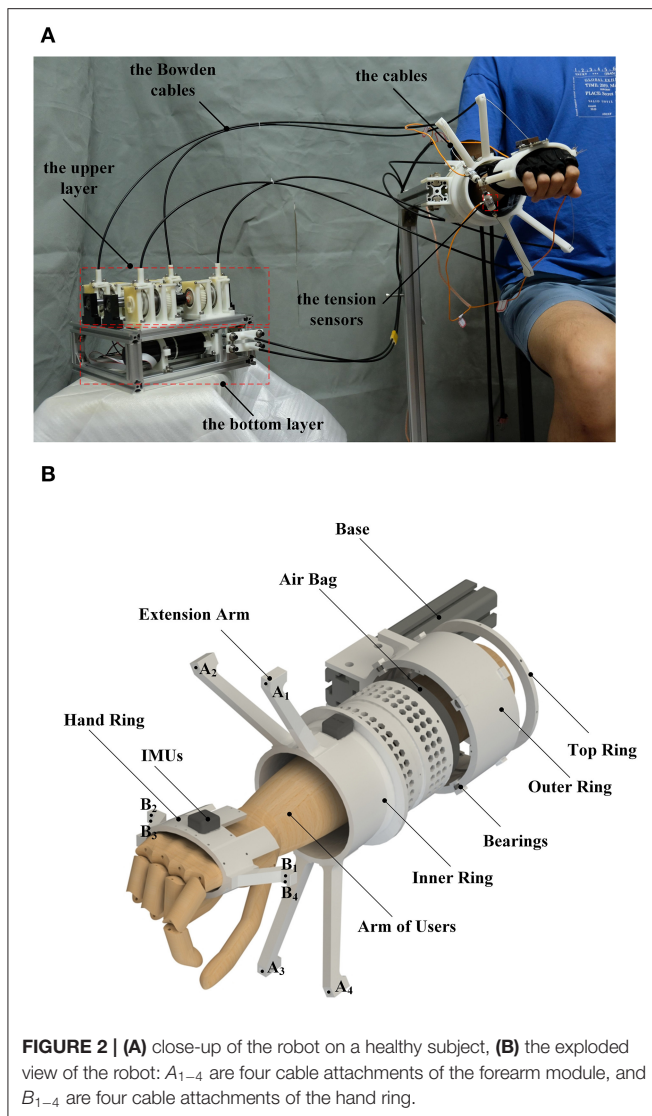 A
the Bowden
cables
the cables
the upper
layer
the tension
sensors
the bottom layer
B
Base
Air Bag
Extension Arm
A2
A1
Hand Ring
IMUs
Top Ring
Outer Ring
B2
B3
Bearings
B1
B4
Inner Ring
Arm of Users
A3
A4
FIGURE 2 | (A) close-up of the robot on a healthy subject, (B) the exploded
view of the robot: A1−4 are four cable attachments of the forearm module, and
B1−4 are four cable attachments of the hand ring.